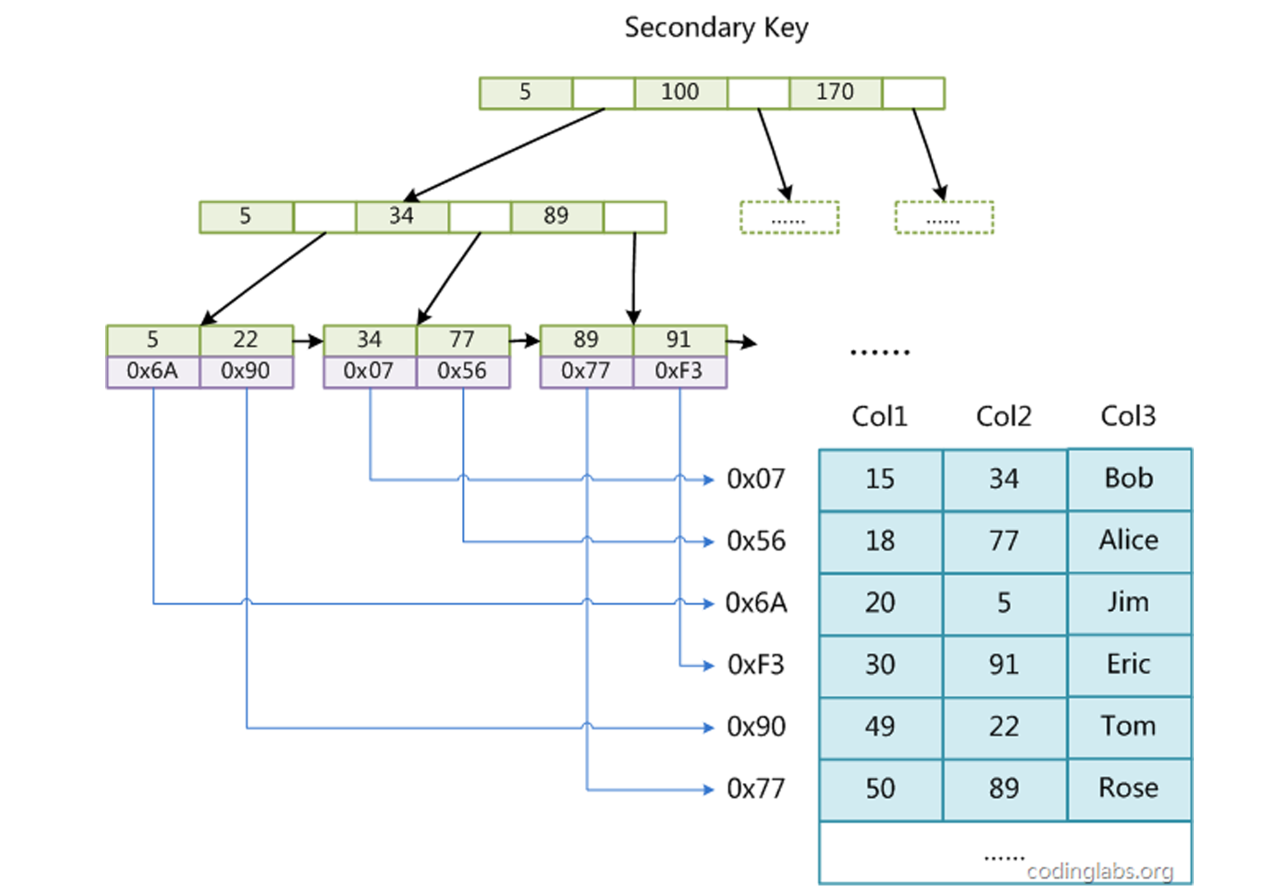 Secondary Key
5 100 170
5 34 89 ...... ......
5 22 34 77 89 91
0x6A 0x90 0x07 0x56 0x77 0xF3
......
Col1 Col2 Col3
0x07 15 34 Bob
0x56 18 77 Alice
0x6A 20 5 Jim
0xF3 30 91 Eric
0x90 49 22 Tom
0x77 50 89 Rose
......
codinglabs.org